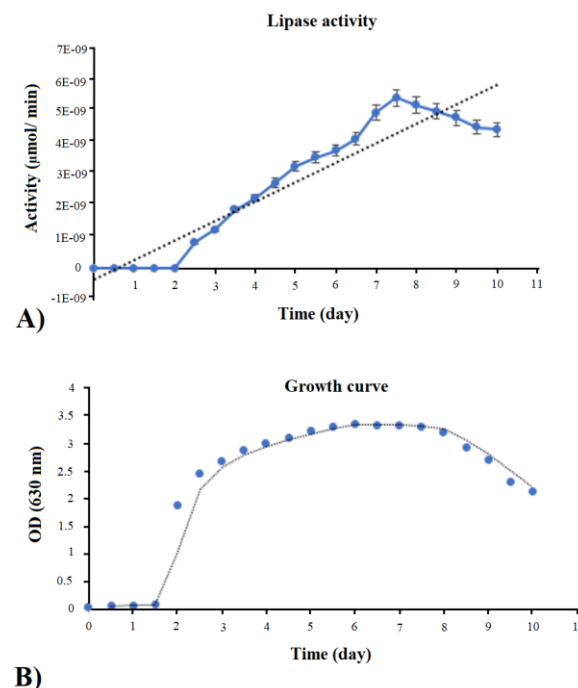 Lipase activity
7E-09
6E-09
5E-09
4E-09
3E-09
2E-09
1E-09
0
-1E-09
Activity (µmol/ min)
1 2 3 4 5 6 7 8 9 10 11
Time (day)
A)
Growth curve
4
3.5
3
2.5
2
1.5
1
0.5
0
OD (630 nm)
0 1 2 3 4 5 6 7 8 9 10
Time (day)
B)